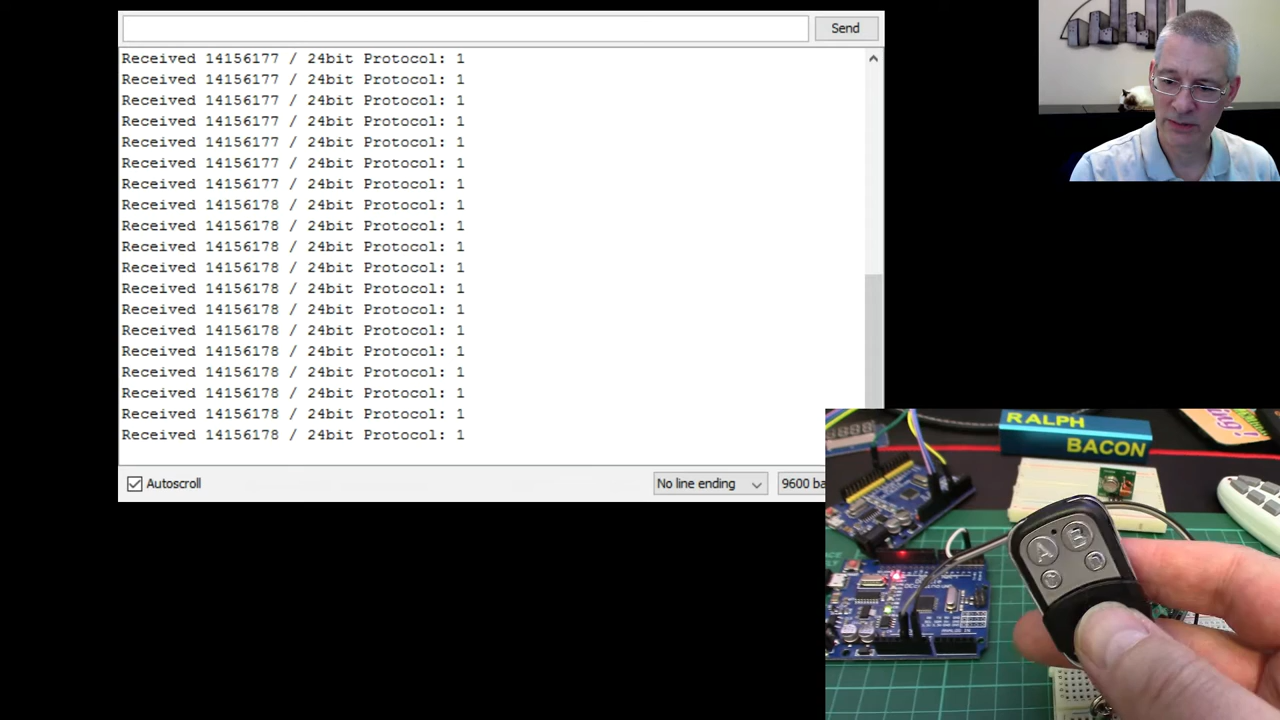 Send
Received 14156177 / 24bit Protocol: 1
Received 14156177 / 24bit Protocol: 1
Received 14156177 / 24bit Protocol: 1
Received 14156177 / 24bit Protocol: 1
Received 14156177 / 24bit Protocol: 1
Received 14156177 / 24bit Protocol: 1
Received 14156177 / 24bit Protocol: 1
Received 14156178 / 24bit Protocol: 1
Received 14156178 / 24bit Protocol: 1
Received 14156178 / 24bit Protocol: 1
Received 14156178 / 24bit Protocol: 1
Received 14156178 / 24bit Protocol: 1
Received 14156178 / 24bit Protocol: 1
Received 14156178 / 24bit Protocol: 1
Received 14156178 / 24bit Protocol: 1
Received 14156178 / 24bit Protocol: 1
Received 14156178 / 24bit Protocol: 1
Received 14156178 / 24bit Protocol: 1
Received 14156178 / 24bit Protocol: 1
Autoscroll
No line ending
9600 ba
RALPH
BACON
A B
C D